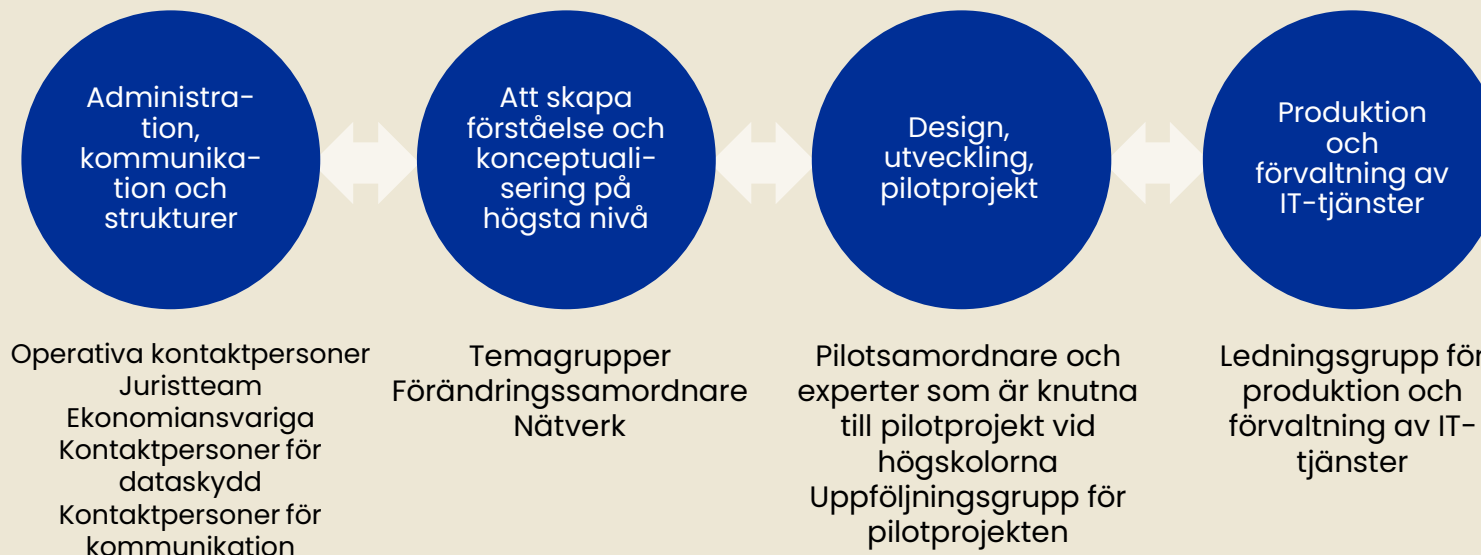 Administra-
tion,
kommunika-
tion och
strukturer
Att skapa
förståelse och
konceptuali-
sering på
högsta nivå
Design,
utveckling,
pilotprojekt
Produktion
och
förvaltning av
IT-tjänster
Operativa kontaktpersoner
Juristteam
Ekonomiansvariga
Kontaktpersoner för
dataskydd
Kontaktpersoner för
kommunikation
Temagrupper
Förändringssamordnare
Nätverk
Pilotsamordnare och
experter som är knutna
till pilotprojekt vid
högskolorna
Uppföljningsgrupp för
pilotprojekten
Ledningsgrupp för
produktion och
förvaltning av IT-
tjänster